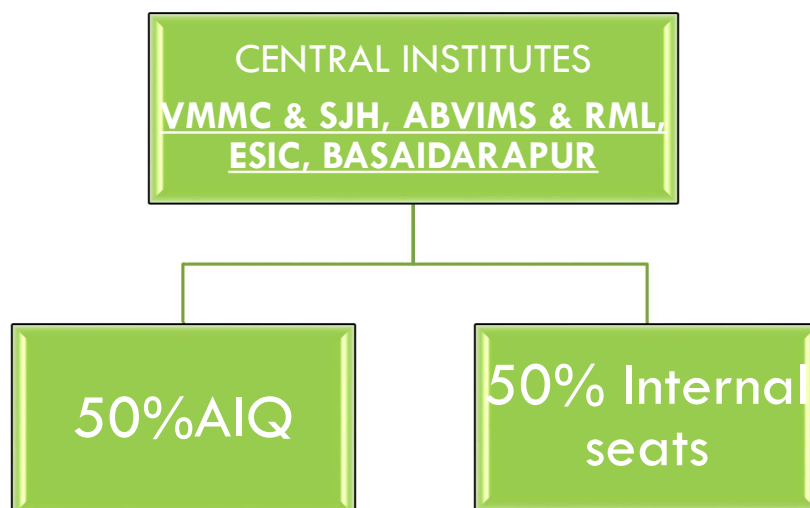 CENTRAL INSTITUTES
VMMC & SJH, ABVIMS & RML,
ESIC, BASAIDARAPUR
50%AIQ
50% Internal
seats